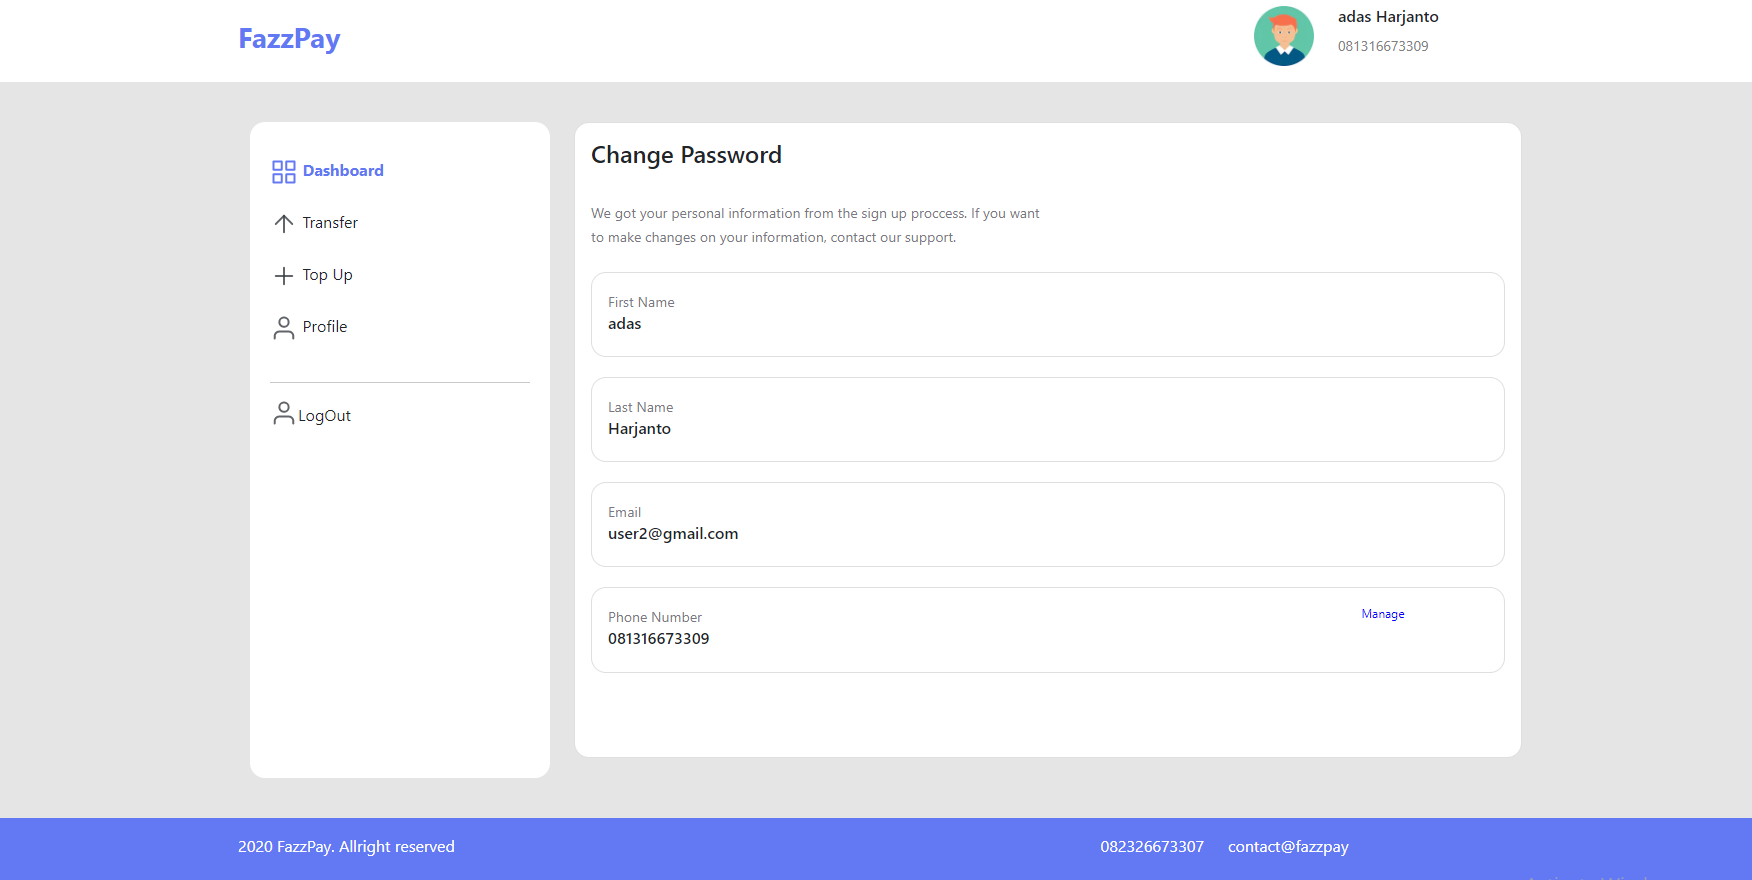 FazzPay
adas Harjanto
081316673309
Dashboard
Transfer
Top Up
Profile
LogOut
Change Password
We got your personal information from the sign up proccess. If you want
to make changes on your information, contact our support.
First Name
adas
Last Name
Harjanto
Email
user2@gmail.com
Phone Number
Manage
081316673309
2020 FazzPay. Allright reserved
082326673307
contact@fazzpay